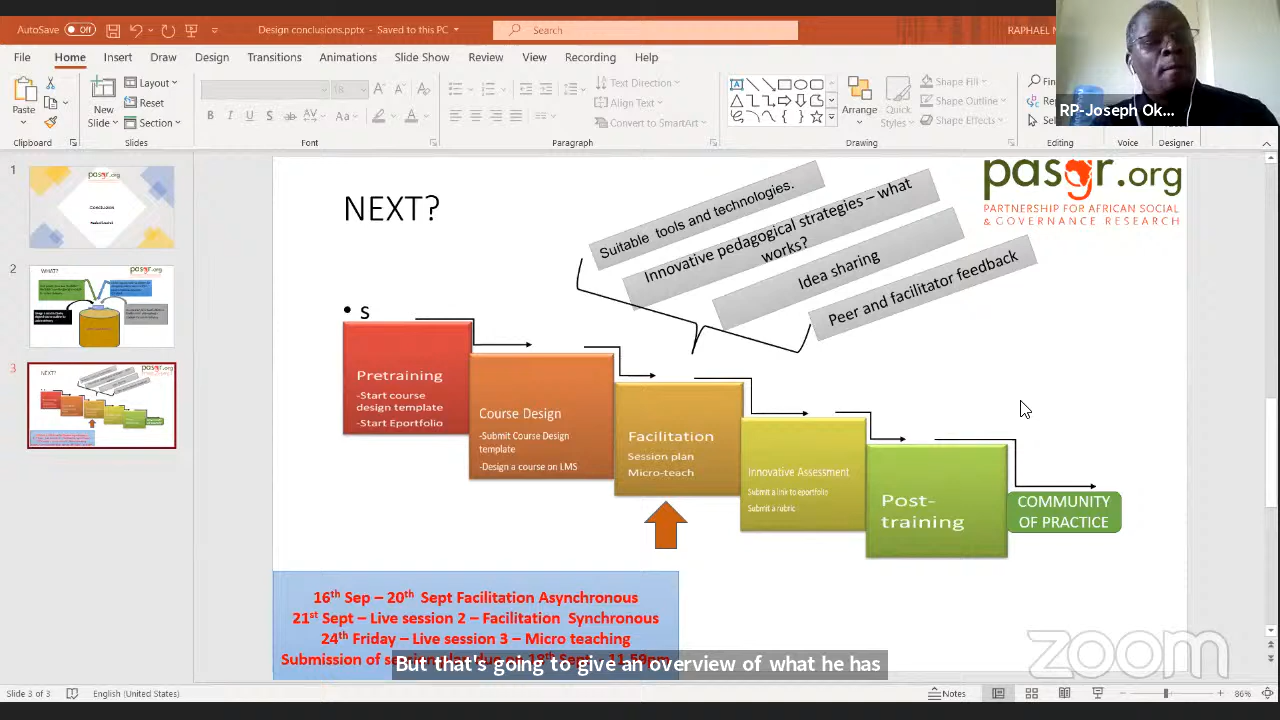 AutoSave Off
Design conclusions.pptx - Saved to this PC
Search
RAPHAEL
File Home Insert Draw Design Transitions Animations Slide Show Review View Recording Help
Paste
New
Slide
Layout
Reset
Section
Text Direction
Align Text
Convert to SmartArt
Arrange
Quick
Styles
Shape Fill
Shape Outline
Shape Effects
Clipboard
Slides
Font
Paragraph
Drawing
Editing
Voice
Designer
RP-Joseph Ok...
1
2
3
NEXT?
pasgr.org
PARTNERSHIP FOR AFRICAN SOCIAL
& GOVERNANCE RESEARCH
Suitable tools and technologies.
Innovative pedagogical strategies – what
works?
Idea sharing
Peer and facilitator feedback
• s
Pretraining
-Start course
design template
-Start Eportfolio
Course Design
-Submit Course Design
template
-Design a course on LMS
Facilitation
Session plan
Micro-teach
Innovative Assessment
Submit a link to eportfolio
Submit a rubric
Post-
training
COMMUNITY
OF PRACTICE
16th Sep – 20th Sept Facilitation Asynchronous
21st Sept – Live session 2 – Facilitation Synchronous
24th Friday – Live session 3 – Micro teaching
Submission of
But that's going to give an overview of what he has
zoom
Slide 3 of 3
English (United States)
Notes
86%